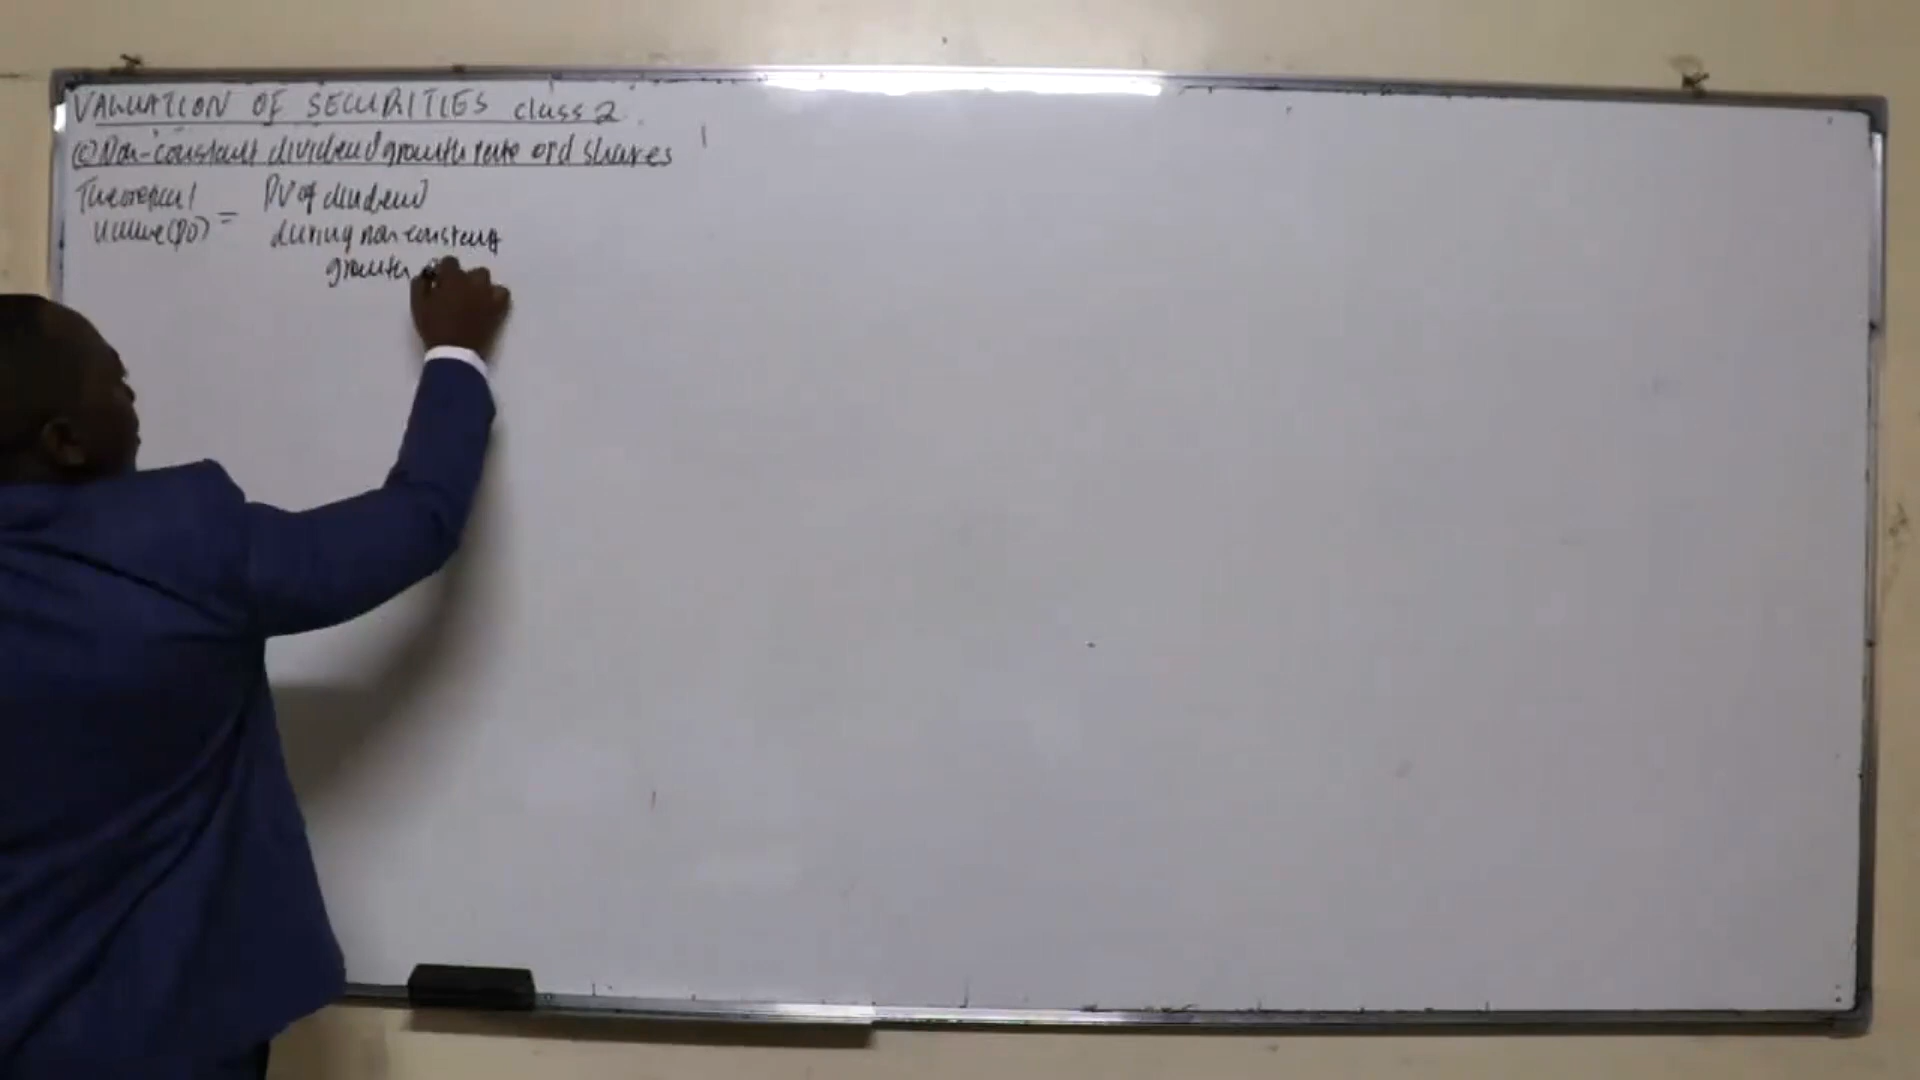 VALUATION OF SECURITIES class 2
(c) Non-constant dividend growth rate ord shares
Theoretical PV of dividend
value (P0) = during non constant
growth